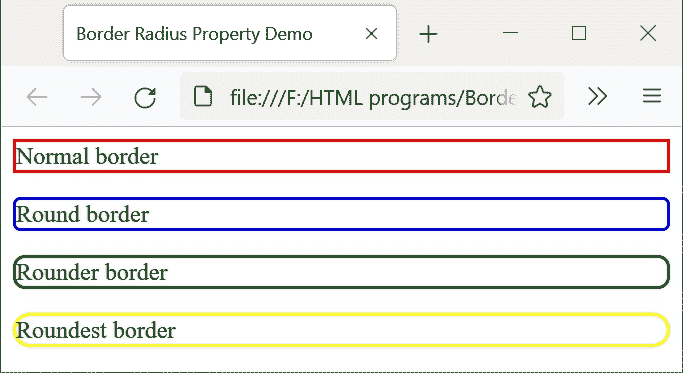 Border Radius Property Demo
file:///F:/HTML programs/Borde
Normal border
Round border
Rounder border
Roundest border